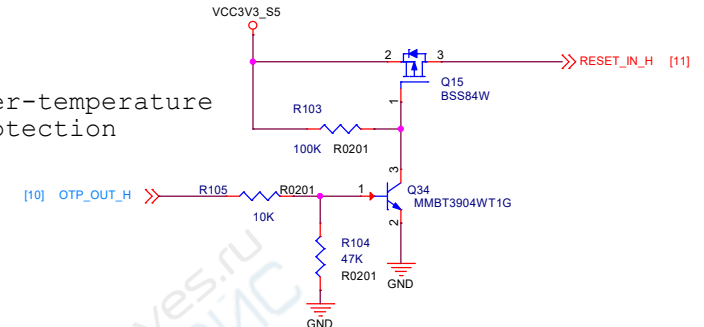 VCC3V3_S5
2
3
RESET_IN_H [11]
Q15
BSS84W
1
er-temperature
otection
R103
100K R0201
3
[10] OTP_OUT_H
R105
R0201
1
Q34
MMBT3904WT1G
10K
2
R104
47K
R0201
GND
GND